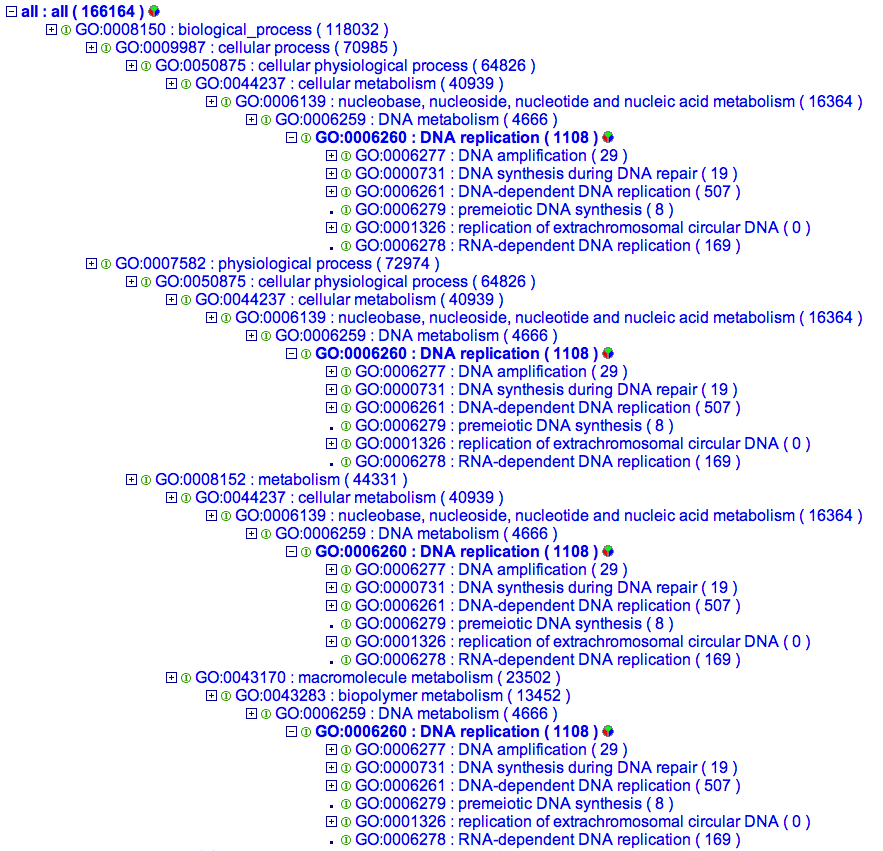 all : all ( 166164 )
GO:0008150 : biological_process ( 118032 )
GO:0009987 : cellular process ( 70985 )
GO:0050875 : cellular physiological process ( 64826 )
GO:0044237 : cellular metabolism ( 40939 )
GO:0006139 : nucleobase, nucleoside, nucleotide and nucleic acid metabolism ( 16364 )
GO:0006259 : DNA metabolism ( 4666 )
GO:0006260 : DNA replication ( 1108 )
GO:0006277 : DNA amplification ( 29 )
GO:0000731 : DNA synthesis during DNA repair ( 19 )
GO:0006261 : DNA-dependent DNA replication ( 507 )
GO:0006279 : premeiotic DNA synthesis ( 8 )
GO:0001326 : replication of extrachromosomal circular DNA ( 0 )
GO:0006278 : RNA-dependent DNA replication ( 169 )
GO:0007582 : physiological process ( 72974 )
GO:0050875 : cellular physiological process ( 64826 )
GO:0044237 : cellular metabolism ( 40939 )
GO:0006139 : nucleobase, nucleoside, nucleotide and nucleic acid metabolism ( 16364 )
GO:0006259 : DNA metabolism ( 4666 )
GO:0006260 : DNA replication ( 1108 )
GO:0006277 : DNA amplification ( 29 )
GO:0000731 : DNA synthesis during DNA repair ( 19 )
GO:0006261 : DNA-dependent DNA replication ( 507 )
GO:0006279 : premeiotic DNA synthesis ( 8 )
GO:0001326 : replication of extrachromosomal circular DNA ( 0 )
GO:0006278 : RNA-dependent DNA replication ( 169 )
GO:0008152 : metabolism ( 44331 )
GO:0044237 : cellular metabolism ( 40939 )
GO:0006139 : nucleobase, nucleoside, nucleotide and nucleic acid metabolism ( 16364 )
GO:0006259 : DNA metabolism ( 4666 )
GO:0006260 : DNA replication ( 1108 )
GO:0006277 : DNA amplification ( 29 )
GO:0000731 : DNA synthesis during DNA repair ( 19 )
GO:0006261 : DNA-dependent DNA replication ( 507 )
GO:0006279 : premeiotic DNA synthesis ( 8 )
GO:0001326 : replication of extrachromosomal circular DNA ( 0 )
GO:0006278 : RNA-dependent DNA replication ( 169 )
GO:0043170 : macromolecule metabolism ( 23502 )
GO:0043283 : biopolymer metabolism ( 13452 )
GO:0006259 : DNA metabolism ( 4666 )
GO:0006260 : DNA replication ( 1108 )
GO:0006277 : DNA amplification ( 29 )
GO:0000731 : DNA synthesis during DNA repair ( 19 )
GO:0006261 : DNA-dependent DNA replication ( 507 )
GO:0006279 : premeiotic DNA synthesis ( 8 )
GO:0001326 : replication of extrachromosomal circular DNA ( 0 )
GO:0006278 : RNA-dependent DNA replication ( 169 )